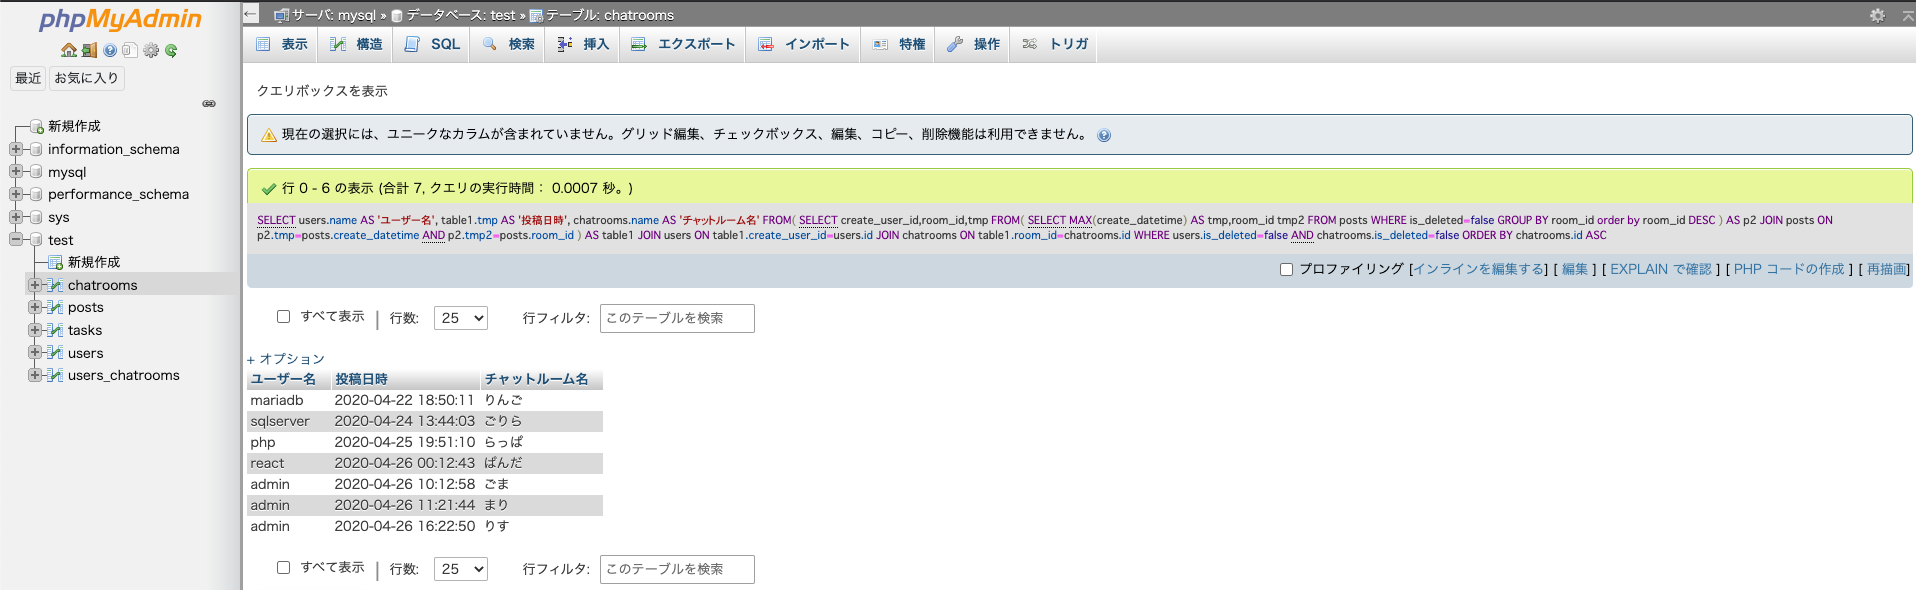 phpMyAdmin
最近 お気に入り
新規作成
information_schema
mysql
performance_schema
sys
test
新規作成
chatrooms
posts
tasks
users
users_chatrooms
サーバ: mysql » データベース: test » テーブル: chatrooms
表示 構造 SQL 検索 挿入 エクスポート インポート 特権 操作 トリガ
クエリボックスを表示
現在の選択には、ユニークなカラムが含まれていません。グリッド編集、チェックボックス、編集、コピー、削除機能は利用できません。
行 0 - 6 の表示 (合計 7, クエリの実行時間： 0.0007 秒。)
SELECT users.name AS 'ユーザー名', table1.tmp AS '投稿日時', chatrooms.name AS 'チャットルーム名' FROM( SELECT create_user_id,room_id,tmp FROM( SELECT MAX(create_datetime) AS tmp,room_id tmp2 FROM posts WHERE is_deleted=false GROUP BY room_id order by room_id DESC ) AS p2 JOIN posts ON
p2.tmp=posts.create_datetime AND p2.tmp2=posts.room_id ) AS table1 JOIN users ON table1.create_user_id=users.id JOIN chatrooms ON table1.room_id=chatrooms.id WHERE users.is_deleted=false AND chatrooms.is_deleted=false ORDER BY chatrooms.id ASC
プロファイリング [インラインを編集する] [ 編集 ] [ EXPLAIN で確認 ] [ PHP コードの作成 ] [ 再描画]
すべて表示 | 行数: 25 行フィルタ: このテーブルを検索
+ オプション
ユーザー名 投稿日時 チャットルーム名
mariadb 2020-04-22 18:50:11 りんご
sqlserver 2020-04-24 13:44:03 ごりら
php 2020-04-25 19:51:10 らっぱ
react 2020-04-26 00:12:43 ぱんだ
admin 2020-04-26 10:12:58 ごま
admin 2020-04-26 11:21:44 まり
admin 2020-04-26 16:22:50 りす
すべて表示 | 行数: 25 行フィルタ: このテーブルを検索